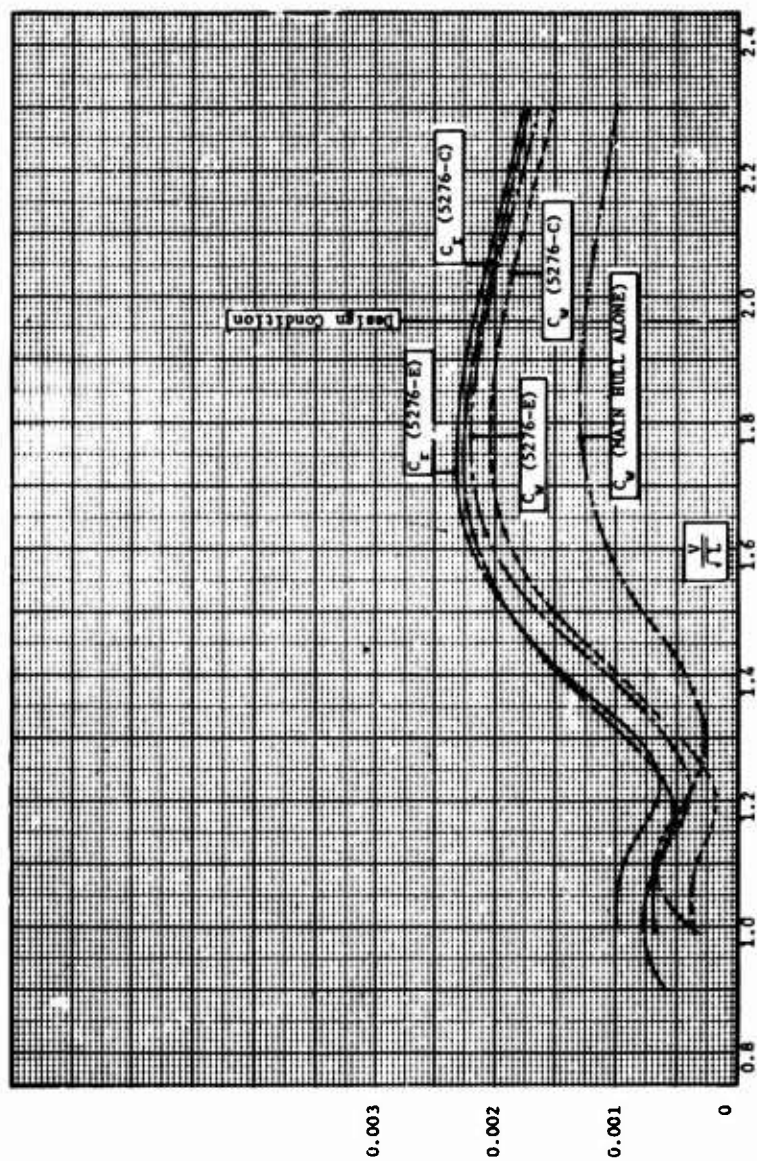 0.003
0.002
0.001
0
0.8
1.0
1.2
1.4
1.6
1.8
2.0
2.2
2.4
V
√L
Design Condition
C_r (5276-E)
C_r (5276-C)
C_w (5276-E)
C_w (5276-C)
C_w (MAIN HULL ALONE)